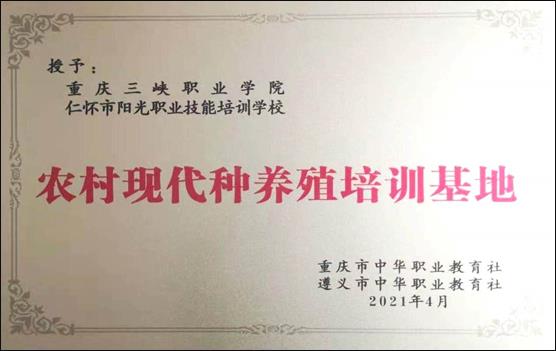 授予：
重庆三峡职业学院
仁怀市阳光职业技能培训学校
农村现代种养殖培训基地
重庆市中华职业教育社
遵义市中华职业教育社
2021年4月